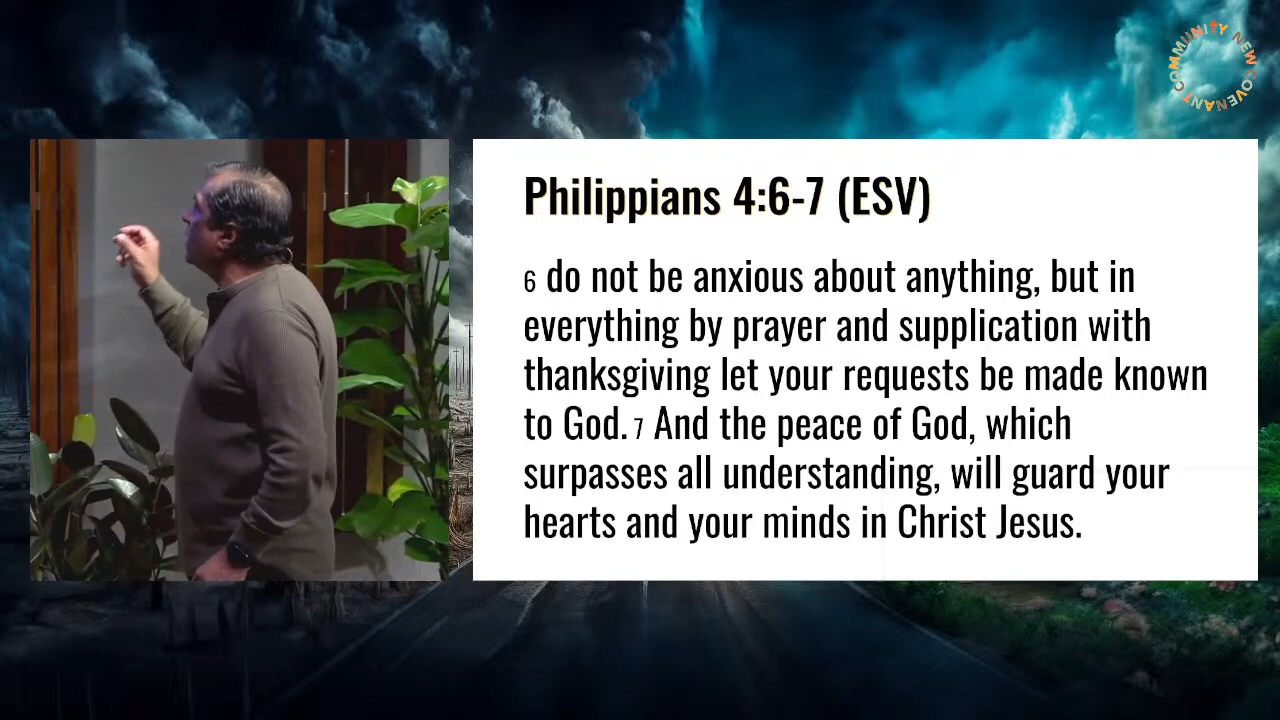 COMMUNITY NEW COVENANT
Philippians 4:6-7 (ESV)
6 do not be anxious about anything, but in
everything by prayer and supplication with
thanksgiving let your requests be made known
to God. 7 And the peace of God, which
surpasses all understanding, will guard your
hearts and your minds in Christ Jesus.